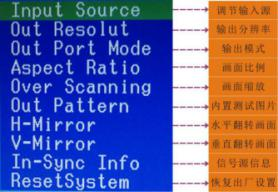 Input Source 调节输入源
Out Resolut 输出分辨率
Out Port Mode 输出模式
Aspect Ratio 画面比例
Over Scanning 画面缩放
Out Pattern 内置测试图片
H-Mirror 水平翻转画面
V-Mirror 垂直翻转画面
In-Sync Info 信号源信息
ResetSystem 恢复出厂设置